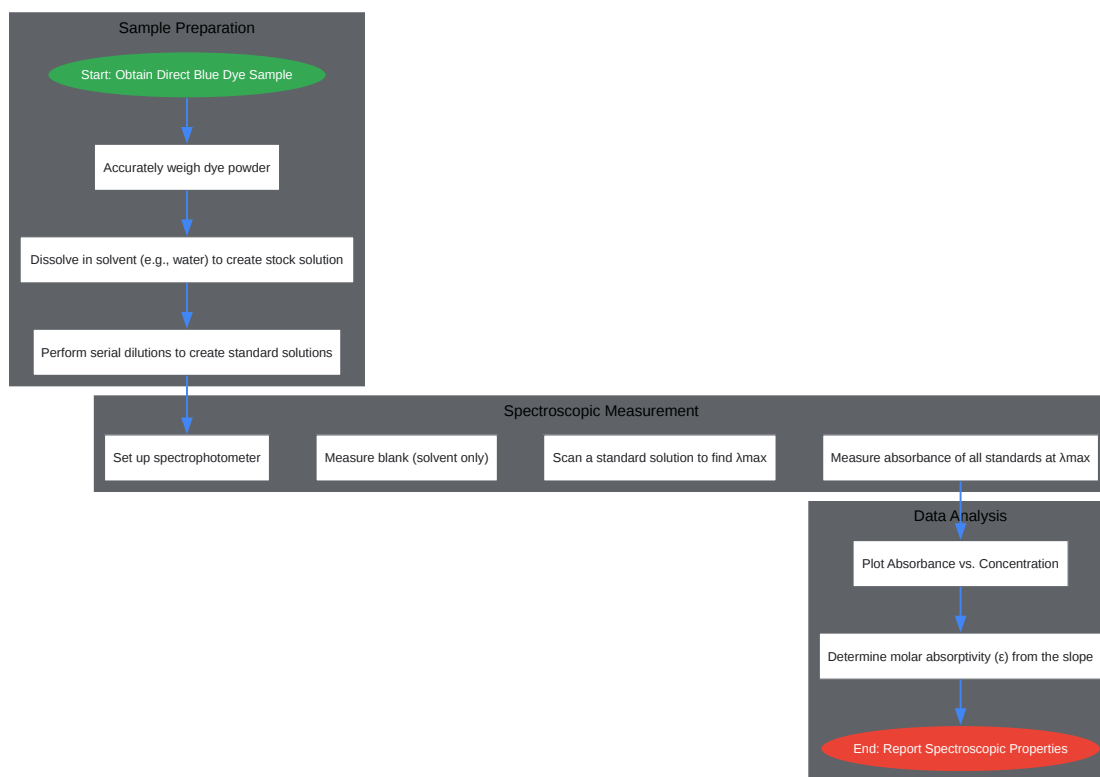 Sample Preparation
Start: Obtain Direct Blue Dye Sample
Accurately weigh dye powder
Dissolve in solvent (e.g., water) to create stock solution
Perform serial dilutions to create standard solutions
Spectroscopic Measurement
Set up spectrophotometer
Measure blank (solvent only)
Scan a standard solution to find λmax
Measure absorbance of all standards at λmax
Data Analysis
Plot Absorbance vs. Concentration
Determine molar absorptivity (ε) from the slope
End: Report Spectroscopic Properties